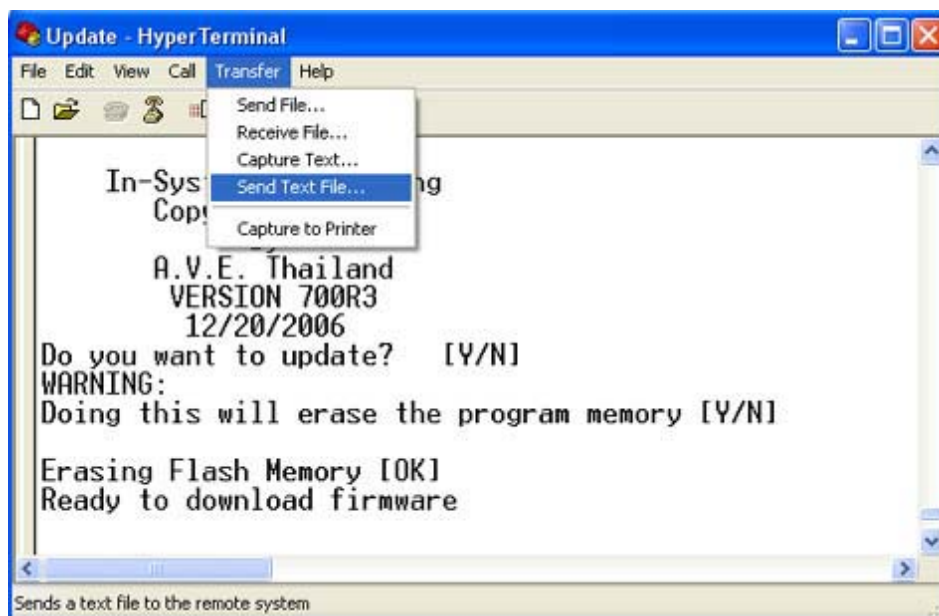 Update - HyperTerminal
File Edit View Call Transfer Help
Send File...
Receive File...
Capture Text...
Send Text File...
Capture to Printer
In-Sys
Cop
A.V.E. Thailand
VERSION 700R3
12/20/2006
Do you want to update? [Y/N]
WARNING:
Doing this will erase the program memory [Y/N]
Erasing Flash Memory [OK]
Ready to download firmware
Sends a text file to the remote system